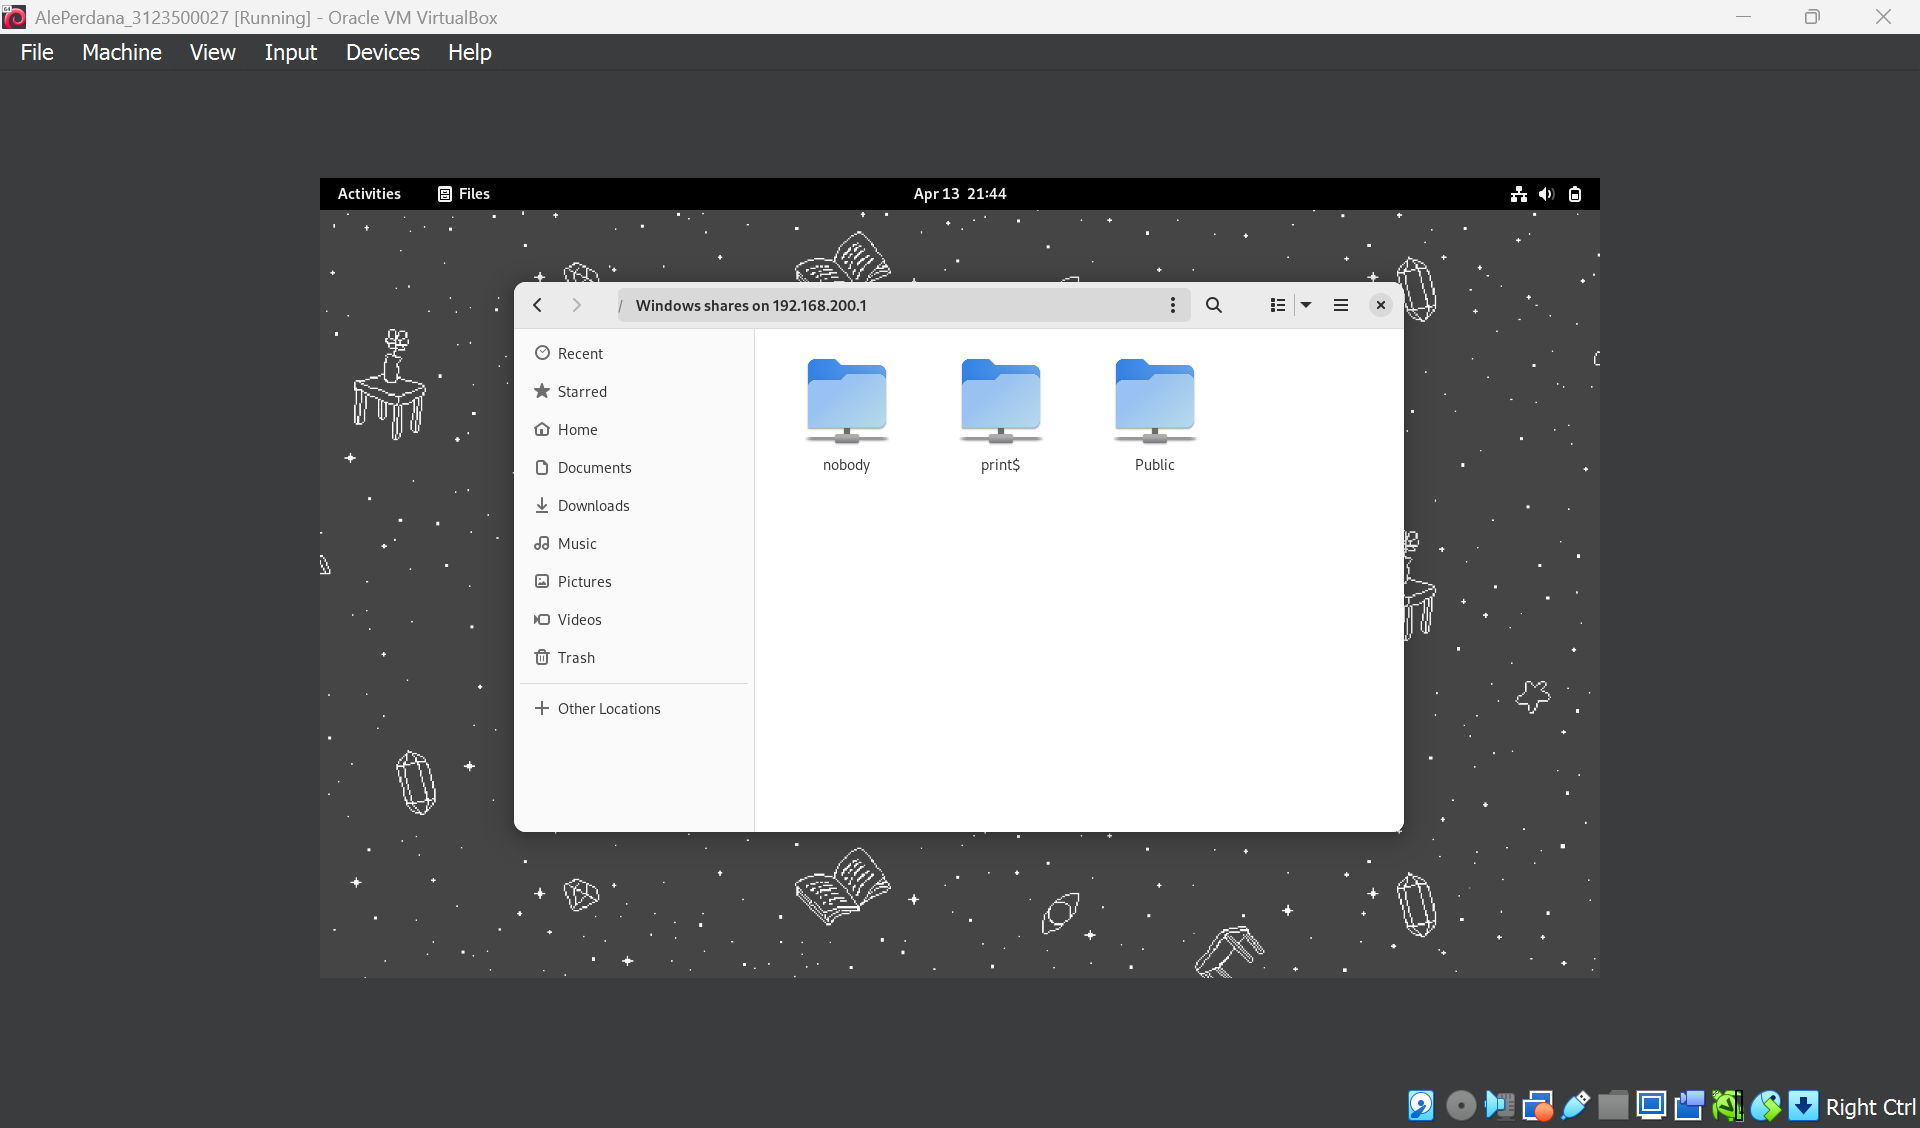 AlePerdana_3123500027 [Running] - Oracle VM VirtualBox
File Machine View Input Devices Help
Activities Files Apr 13 21:44
/ Windows shares on 192.168.200.1
Recent
Starred
Home
Documents
Downloads
Music
Pictures
Videos
Trash
Other Locations
nobody print$ Public
Right Ctrl